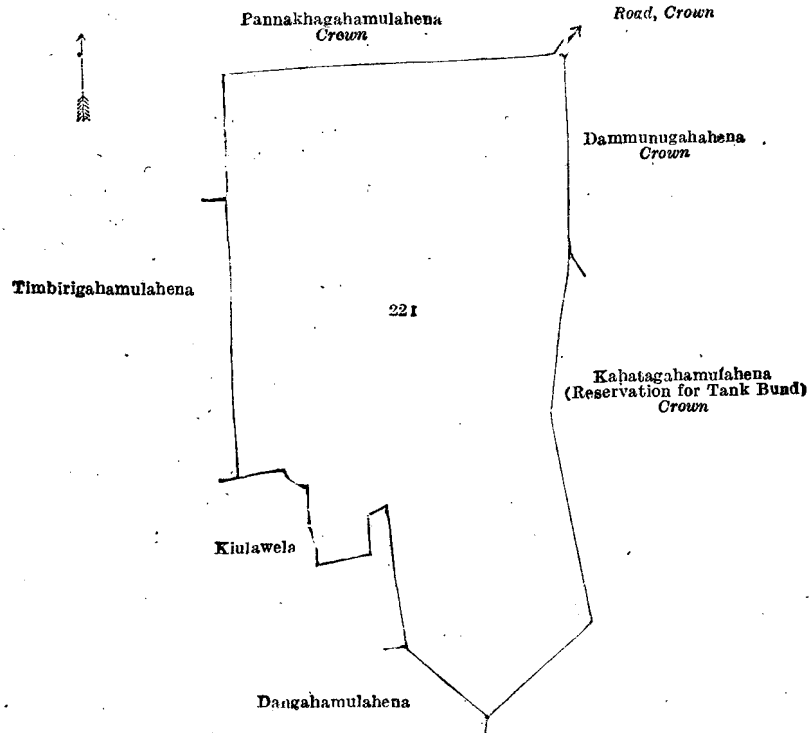 Pannakhagahamulahena
Crown
Road, Crown
Dammunugahahena
Crown
Timbirigahamulahena
221
Kahatagahamulahena
(Reservation for Tank Bund)
Crown
Kiulawela
Dangahamulahena